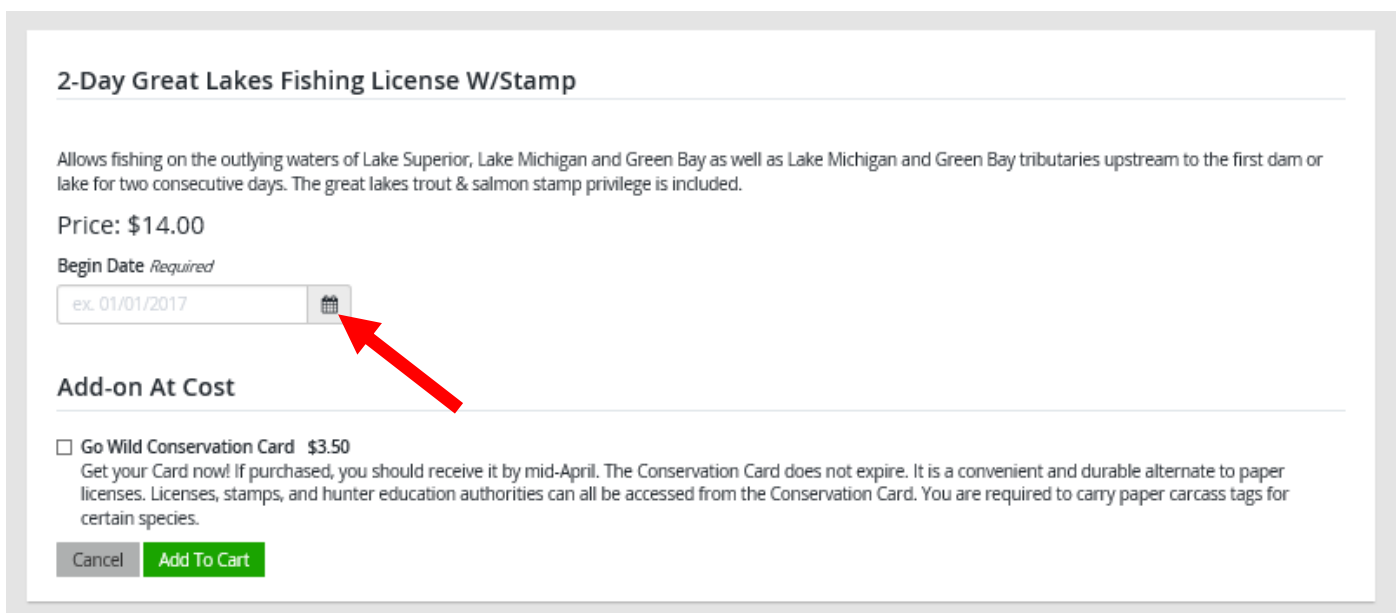 2-Day Great Lakes Fishing License W/Stamp
Allows fishing on the outlying waters of Lake Superior, Lake Michigan and Green Bay as well as Lake Michigan and Green Bay tributaries upstream to the first dam or
lake for two consecutive days. The great lakes trout & salmon stamp privilege is included.
Price: $14.00
Begin Date Required
ex. 01/01/2017
Add-on At Cost
Go Wild Conservation Card $3.50
Get your Card now! If purchased, you should receive it by mid-April. The Conservation Card does not expire. It is a convenient and durable alternate to paper
licenses. Licenses, stamps, and hunter education authorities can all be accessed from the Conservation Card. You are required to carry paper carcass tags for
certain species.
Cancel Add To Cart